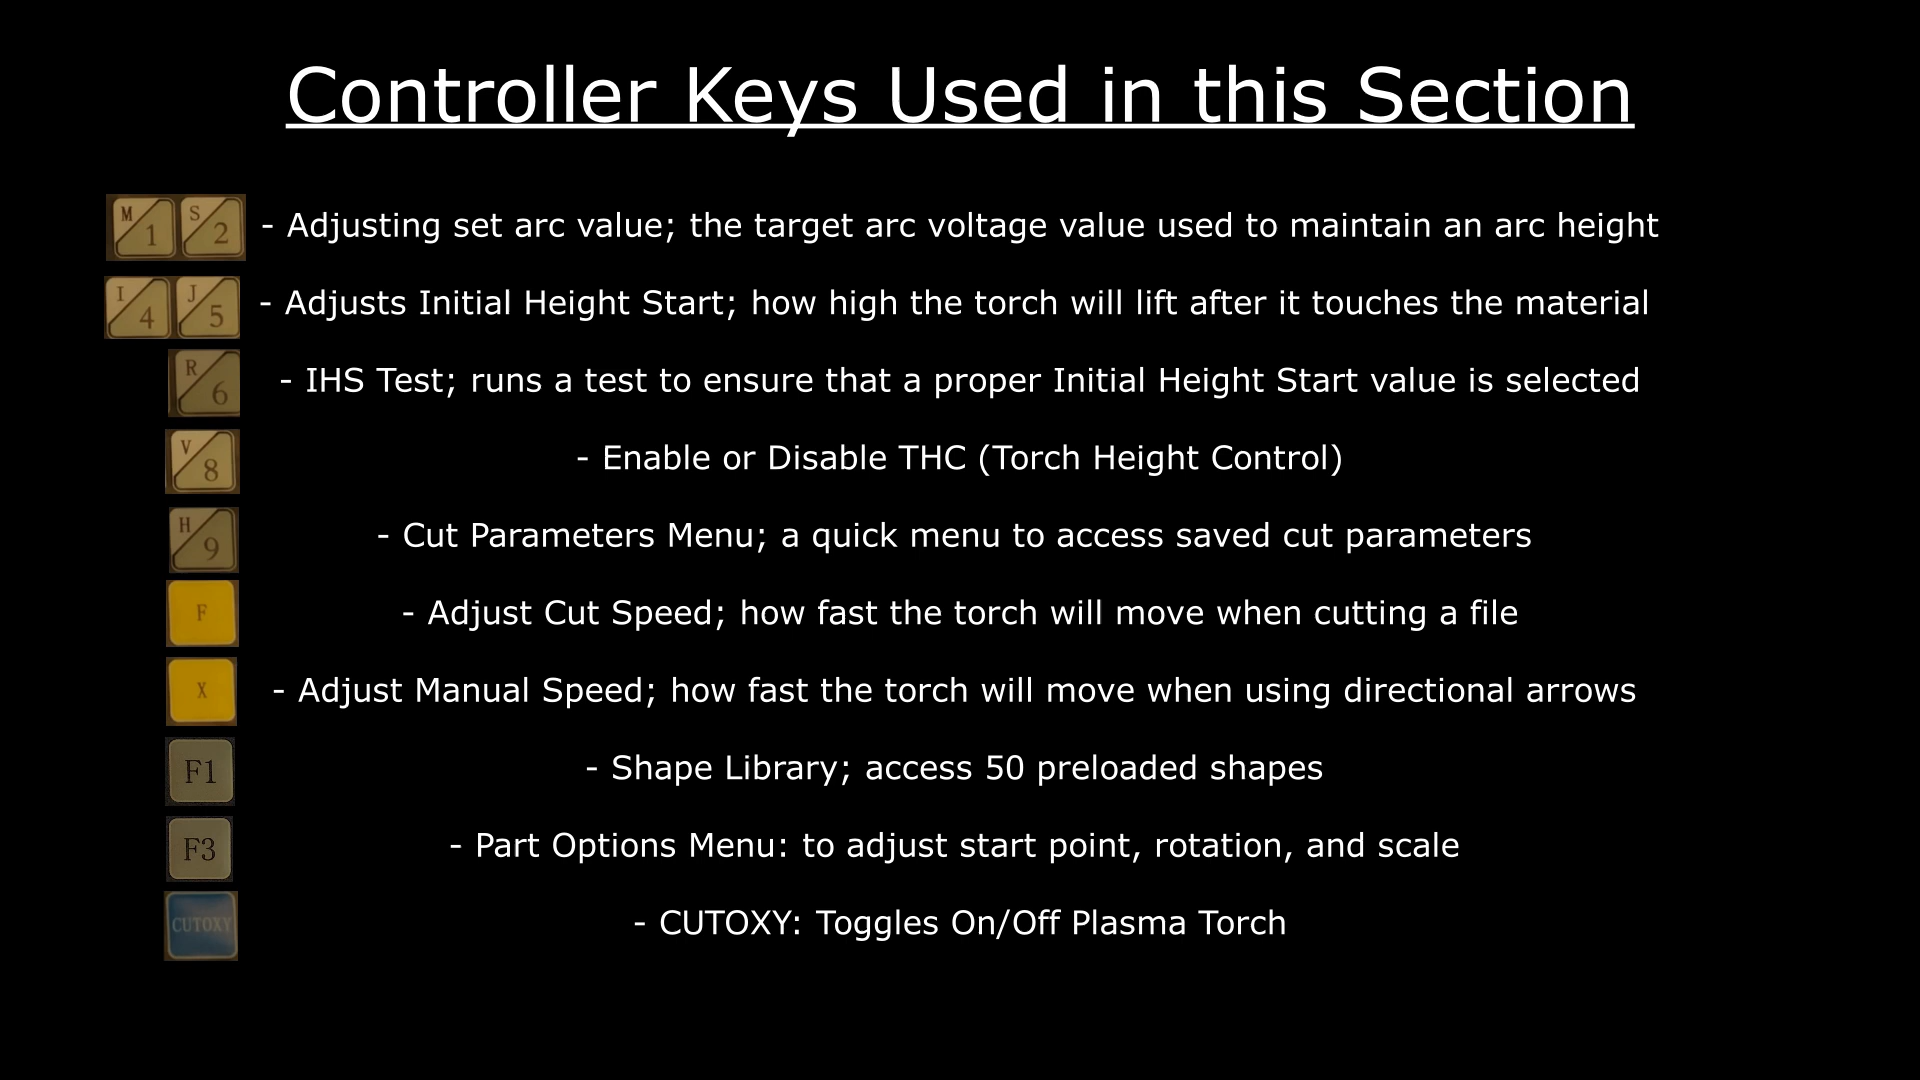 Controller Keys Used in this Section
M 1 S 2 - Adjusting set arc value; the target arc voltage value used to maintain an arc height
I 4 J 5 - Adjusts Initial Height Start; how high the torch will lift after it touches the material
R 6 - IHS Test; runs a test to ensure that a proper Initial Height Start value is selected
V 8 - Enable or Disable THC (Torch Height Control)
H 9 - Cut Parameters Menu; a quick menu to access saved cut parameters
F - Adjust Cut Speed; how fast the torch will move when cutting a file
X - Adjust Manual Speed; how fast the torch will move when using directional arrows
F1 - Shape Library; access 50 preloaded shapes
F3 - Part Options Menu: to adjust start point, rotation, and scale
CUTOXY - CUTOXY: Toggles On/Off Plasma Torch